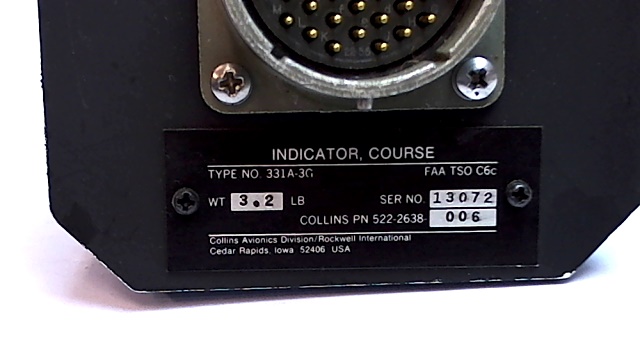 INDICATOR, COURSE
TYPE NO. 331A-3G FAA TSO C6c
WT 3.2 LB SER NO. 13072
COLLINS PN 522-2638- 006
Collins Avionics Division/Rockwell International
Cedar Rapids, Iowa 52406 USA